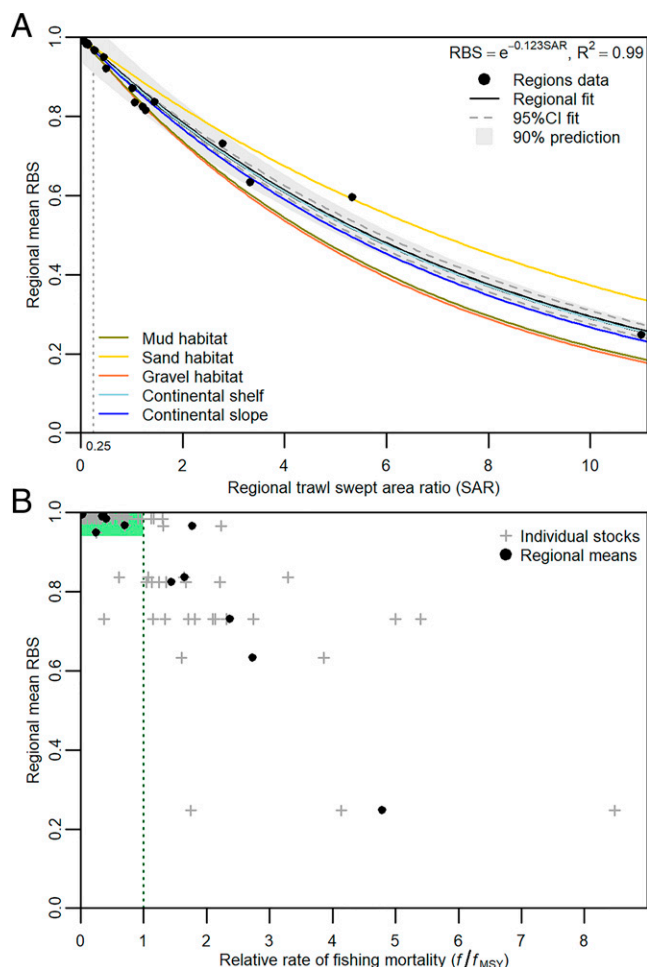 A
RBS = e^−0.123SAR, R² = 0.99
Regions data
Regional fit
95%CI fit
90% prediction
Regional mean RBS
1.0
0.8
0.6
0.4
0.2
0.0
Mud habitat
Sand habitat
Gravel habitat
Continental shelf
Continental slope
0.25
0
2
4
6
8
10
Regional trawl swept area ratio (SAR)
B
Individual stocks
Regional means
Regional mean RBS
1.0
0.8
0.6
0.4
0.2
0.0
0
1
2
3
4
5
6
7
8
Relative rate of fishing mortality (f/fMSY)